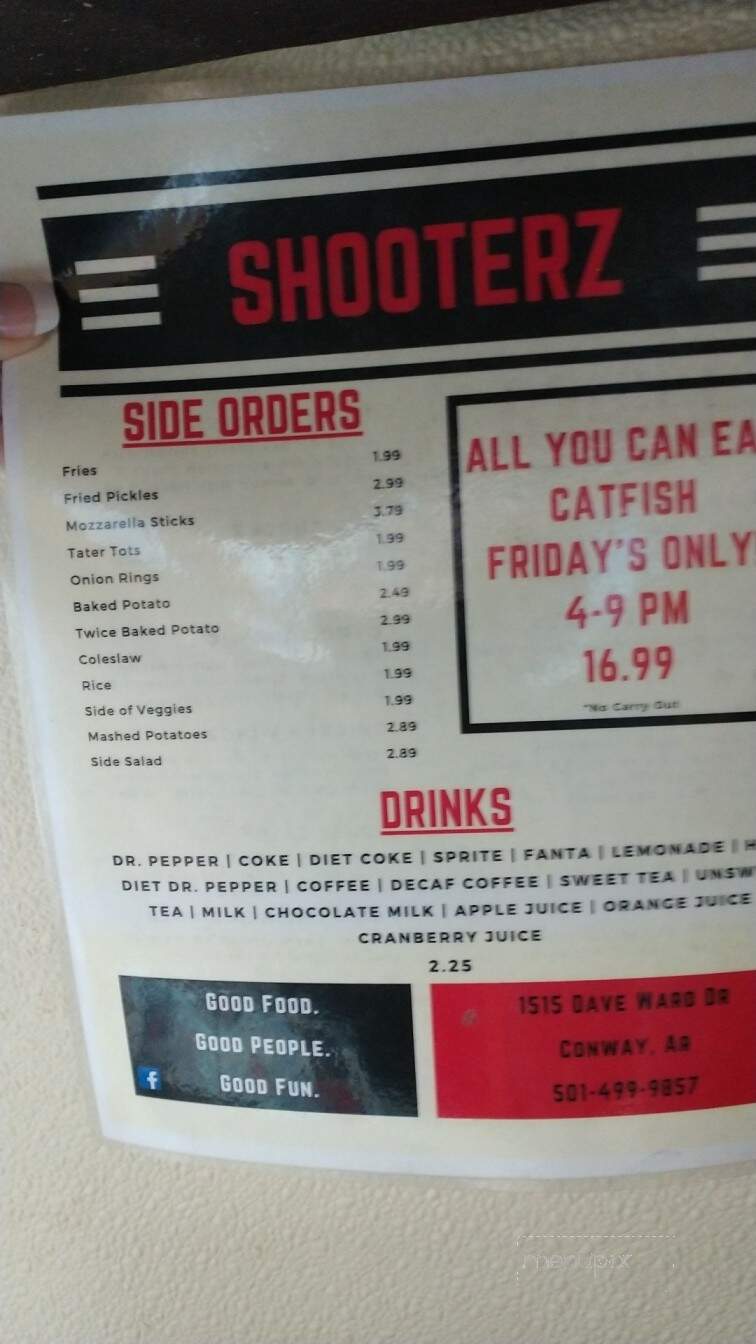 SHOOTERZ
SIDE ORDERS
Fries 1.99
Fried Pickles 2.99
Mozzarella Sticks 3.79
Tater Tots 1.99
Onion Rings 1.99
Baked Potato 2.49
Twice Baked Potato 2.99
Coleslaw 1.99
Rice 1.99
Side of Veggies 1.99
Mashed Potatoes 2.89
Side Salad 2.89
ALL YOU CAN EA
CATFISH
FRIDAY'S ONLY
4-9 PM
16.99
*No Carry Out!
DRINKS
DR. PEPPER | COKE | DIET COKE | SPRITE | FANTA | LEMONADE | H
DIET DR. PEPPER | COFFEE | DECAF COFFEE | SWEET TEA | UNSW
TEA | MILK | CHOCOLATE MILK | APPLE JUICE | ORANGE JUICE
CRANBERRY JUICE
2.25
GOOD FOOD.
GOOD PEOPLE.
GOOD FUN.
f
1515 DAVE WARD DR
CONWAY, AR
501-499-9857
menupix